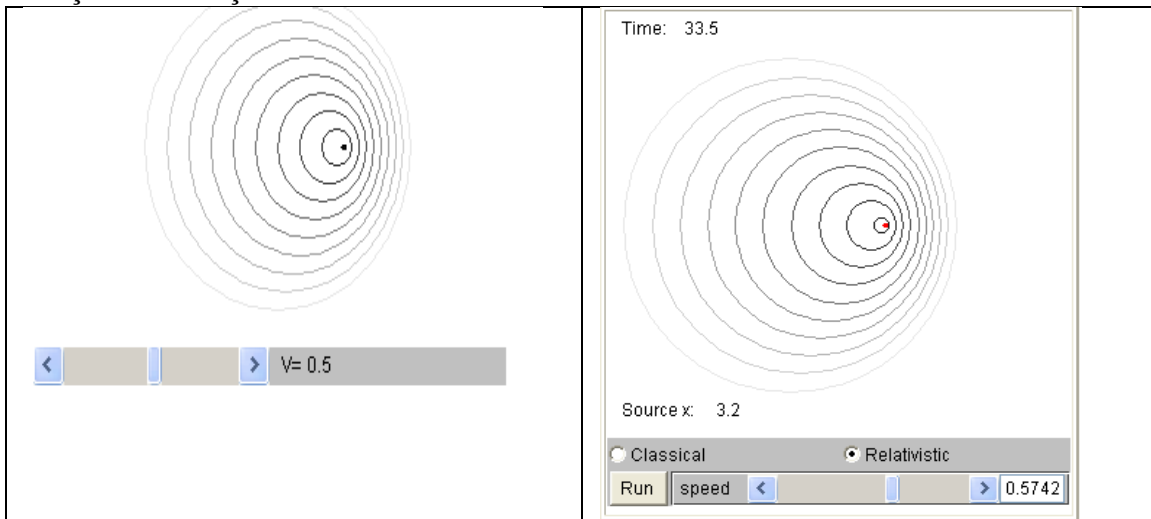 V= 0.5
Time: 33.5
Source x: 3.2
Classical
Relativistic
Run
speed
0.5742